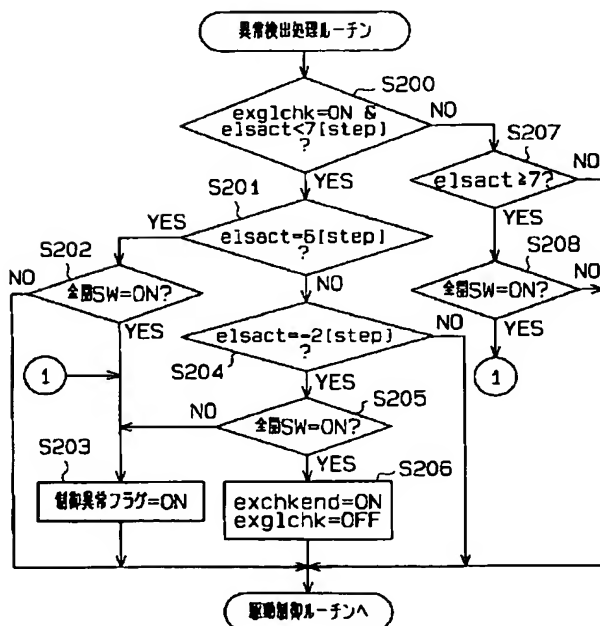 異常検出処理ルーチン
S200
exglchk=ON &
elsact<7[step]
?
NO
YES
S207
elsact≧7?
NO
YES
S201
elsact=6[step]
?
YES
NO
S202
全閉SW=ON?
NO
YES
S208
全閉SW=ON?
NO
YES
1
1
elsact=-2[step]
?
NO
S204
YES
S205
全閉SW=ON?
NO
YES
S203
制御異常フラグ=ON
S206
exchkend=ON
exglchk=OFF
駆動制御ルーチンへ